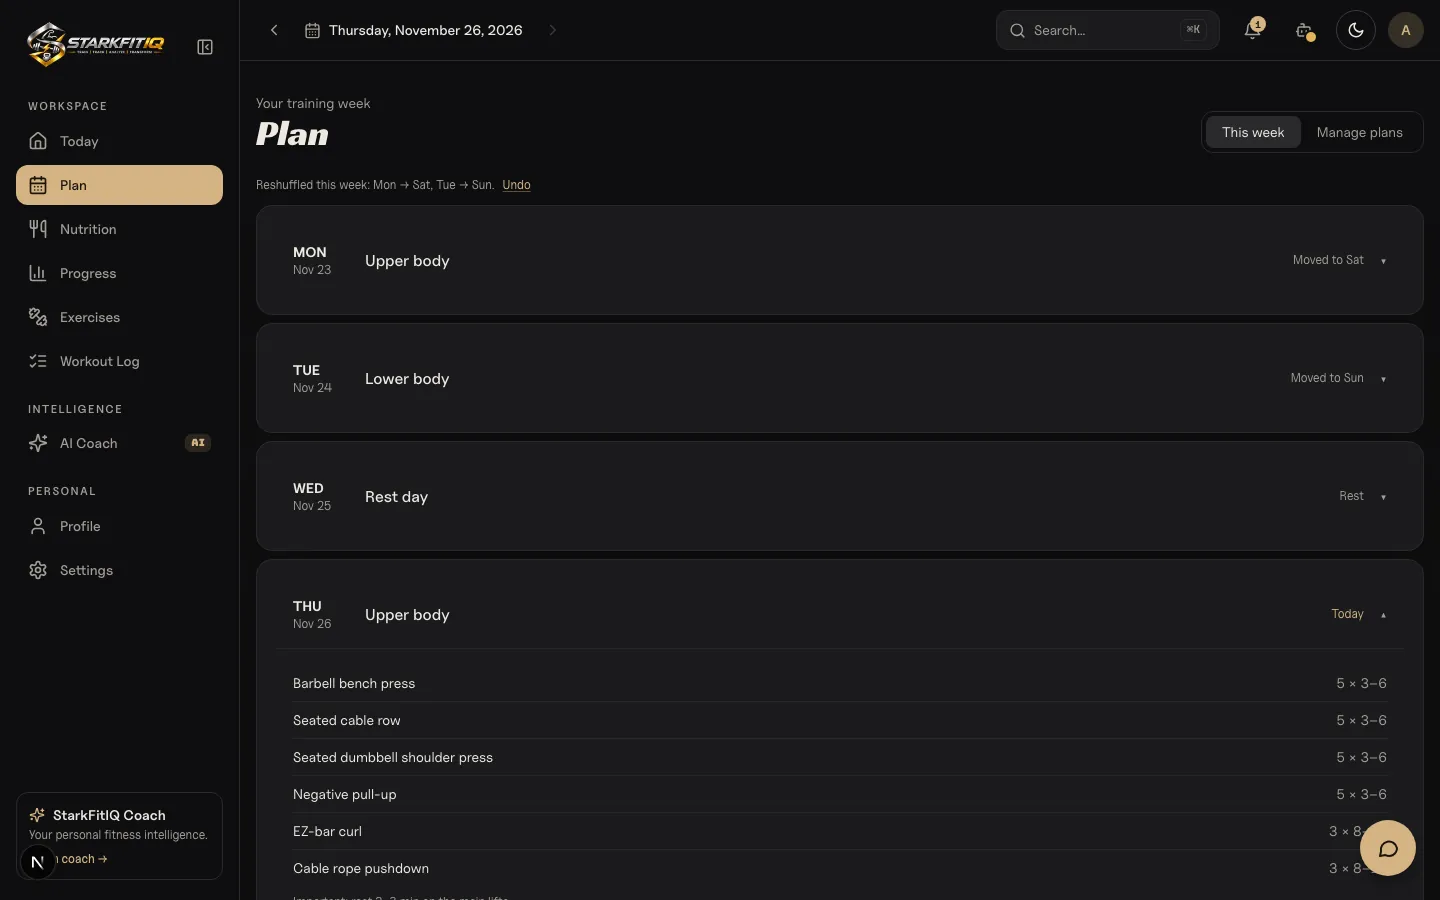 STARKFITIQ
Thursday, November 26, 2026
Search...
⌘K
1
A
WORKSPACE
Today
Plan
Nutrition
Progress
Exercises
Workout Log
INTELLIGENCE
AI Coach
AI
PERSONAL
Profile
Settings
StarkFitIQ Coach
Your personal fitness intelligence.
N
coach →
Your training week
Plan
This week
Manage plans
Reshuffled this week: Mon → Sat, Tue → Sun. Undo
MON
Nov 23
Upper body
Moved to Sat
TUE
Nov 24
Lower body
Moved to Sun
WED
Nov 25
Rest day
Rest
THU
Nov 26
Upper body
Today
Barbell bench press
5 × 3–6
Seated cable row
5 × 3–6
Seated dumbbell shoulder press
5 × 3–6
Negative pull-up
5 × 3–6
EZ-bar curl
3 × 8–
Cable rope pushdown
3 × 8–